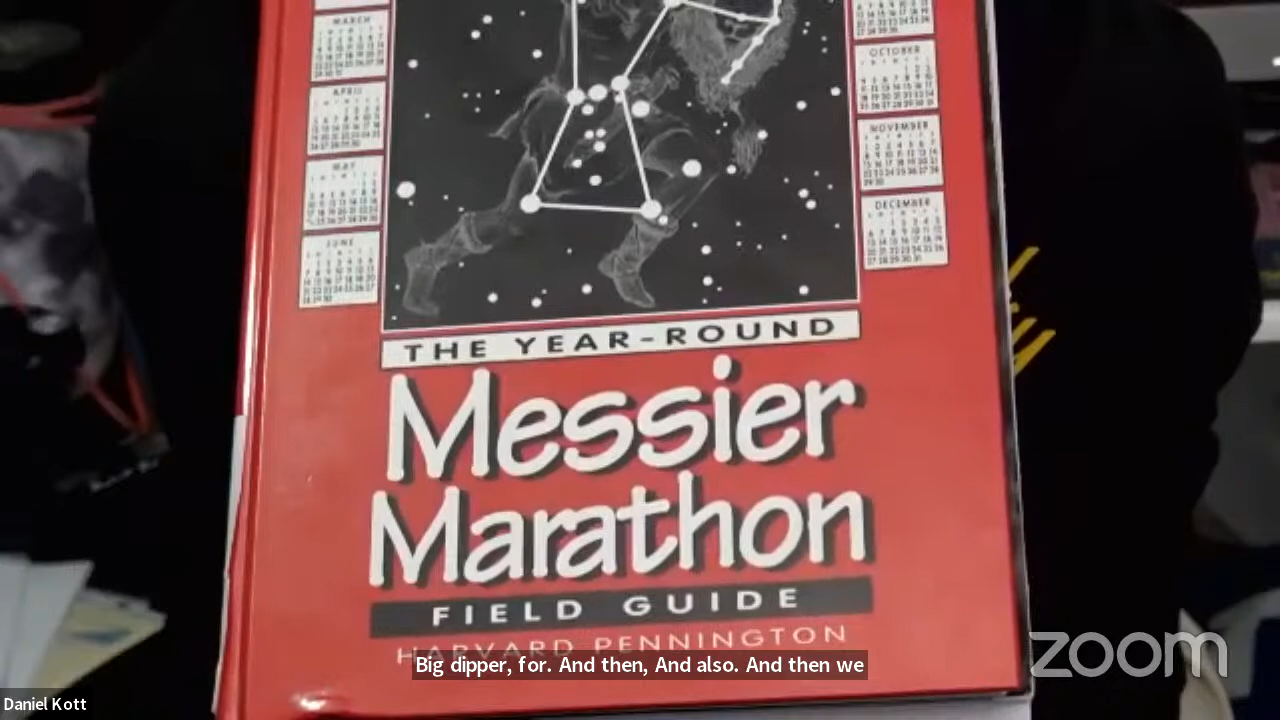 MARCH
APRIL
MAY
JUNE
OCTOBER
NOVEMBER
DECEMBER
THE YEAR-ROUND
Messier
Marathon
FIELD GUIDE
HARVARD PENNINGTON
Big dipper, for. And then, And also. And then we
zoom
Daniel Kott